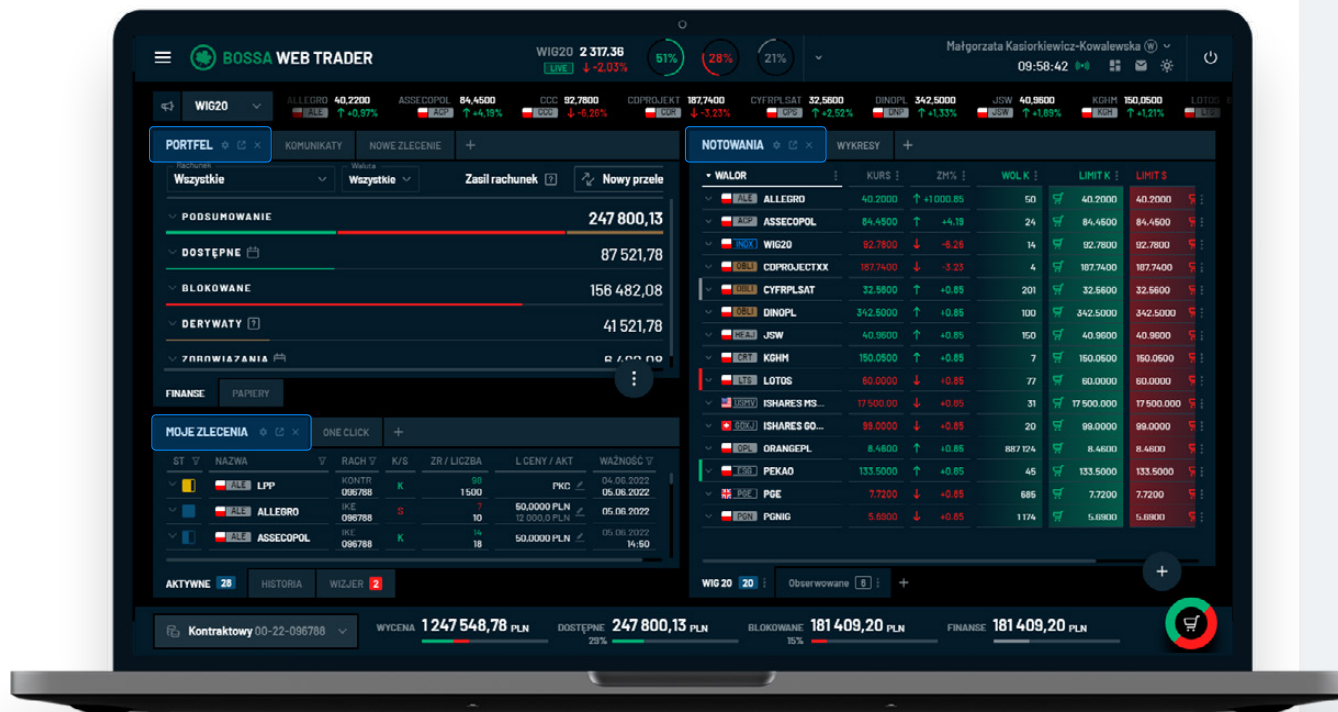 BOSSA WEB TRADER
WIG20 2 317,36
LIVE ↓ -2,03%
51%
28%
21%
Małgorzata Kasiorkiewicz-Kowalewska W
09:58:42
WIG20
ALLEGRO 40,2200 ASSECOPOL 84,4500 CCC 92,7800 CDPROJEKT 187,7400 CYFRPLSAT 32,5600 DINOPL 342,5000 JSW 40,9600 KGHM 150,0500 LOTOS
ALE ↑ +0,97% ACP ↑ +4,19% CCC ↓ -6,26% CDR ↓ -3,23% CPS ↑ +2,52% DNP ↑ +1,33% JSW ↑ +1,89% KGH ↑ +1,21% LTS
PORTFEL KOMUNIKATY NOWE ZLECENIE +
Rachunek Waluta
Wszystkie Wszystkie Zasil rachunek ? Nowy przele
PODSUMOWANIE 247 800,13
DOSTĘPNE 87 521,78
BLOKOWANE 156 482,08
DERYWATY ? 41 521,78
ZOBOWIĄZANIA
FINANSE PAPIERY
MOJE ZLECENIA ONE CLICK +
ST NAZWA RACH K/S ZR / LICZBA L CENY / AKT WAŻNOŚĆ
ALE LPP KONTR 096788 K 98 1 500 PKC 04.06.2022 05.06.2022
ALE ALLEGRO IKE 096788 S 7 10 60,0000 PLN 12 000,0 PLN 05.06.2022
ALE ASSECOPOL IKE 096788 K 14 18 50.0000 PLN 05.06.2022 14:50
AKTYWNE 28 HISTORIA WIZJER 2
NOTOWANIA WYKRESY +
WALOR KURS ZM% WOL K LIMIT K LIMIT S
ALE ALLEGRO 40.2000 ↑ +1 000.85 50 40.2000 40.2000
ACP ASSECOPOL 84.4500 ↑ +4.19 24 84.4500 84.4500
INDX WIG20 92.7800 ↓ -6.26 14 92.7800 92.7800
OBLI CDPROJECTXX 187.7400 ↓ -3.23 4 187.7400 187.7400
OBLI CYFRPLSAT 32.5600 ↑ +0.85 201 32.5600 32.5600
OBLI DINOPL 342.5000 ↑ +0.85 100 342.5000 342.5000
JSW 40.9600 ↑ +0.85 150 40.9600 40.9600
CRT KGHM 150.0500 ↑ +0.85 7 150.0500 150.0500
LTS LOTOS 60.0000 ↓ +0.85 77 60.0000 60.0000
ISHARES MS... 17 500.00 ↓ +0.85 31 17 500.000 17 500.000
ISHARES GO... 99.0000 ↓ +0.85 20 99.0000 99.0000
OPL ORANGEPL 8.4600 ↑ +0.85 887 124 8.4600 8.4600
PEKAO 133.5000 ↑ +0.85 45 133.5000 133.5000
PGE PGE 7.7200 ↓ +0.85 685 7.7200 7.7200
PGN PGNIG 5.6900 ↓ +0.85 1 174 5.6900 5.6900
WIG 20 20 Obserwowane 6 +
Kontraktowy 00-22-096788 WYCENA 1 247 548,78 PLN DOSTĘPNE 247 800,13 PLN BLOKOWANE 181 409,20 PLN FINANSE 181 409,20 PLN
29% 15%